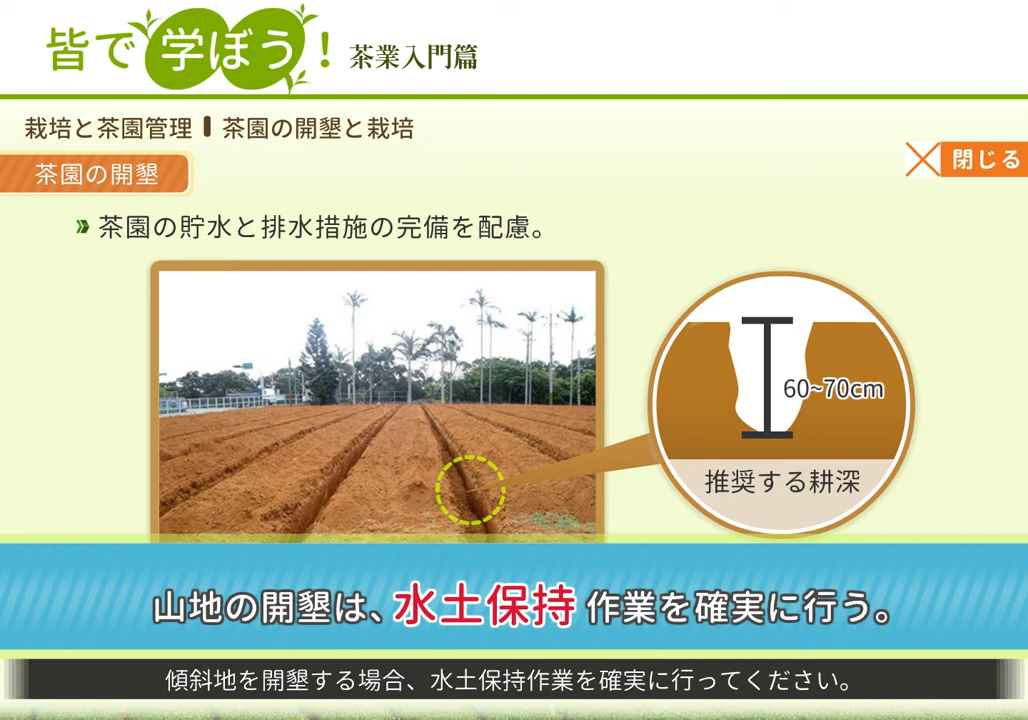 皆で学ぼう！ 茶業入門篇
栽培と茶園管理 ▎茶園の開墾と栽培
閉じる
茶園の開墾
茶園の貯水と排水措施の完備を配慮。
60~70cm
推奨する耕深
山地の開墾は、水土保持作業を確実に行う。
傾斜地を開墾する場合、水土保持作業を確実に行ってください。